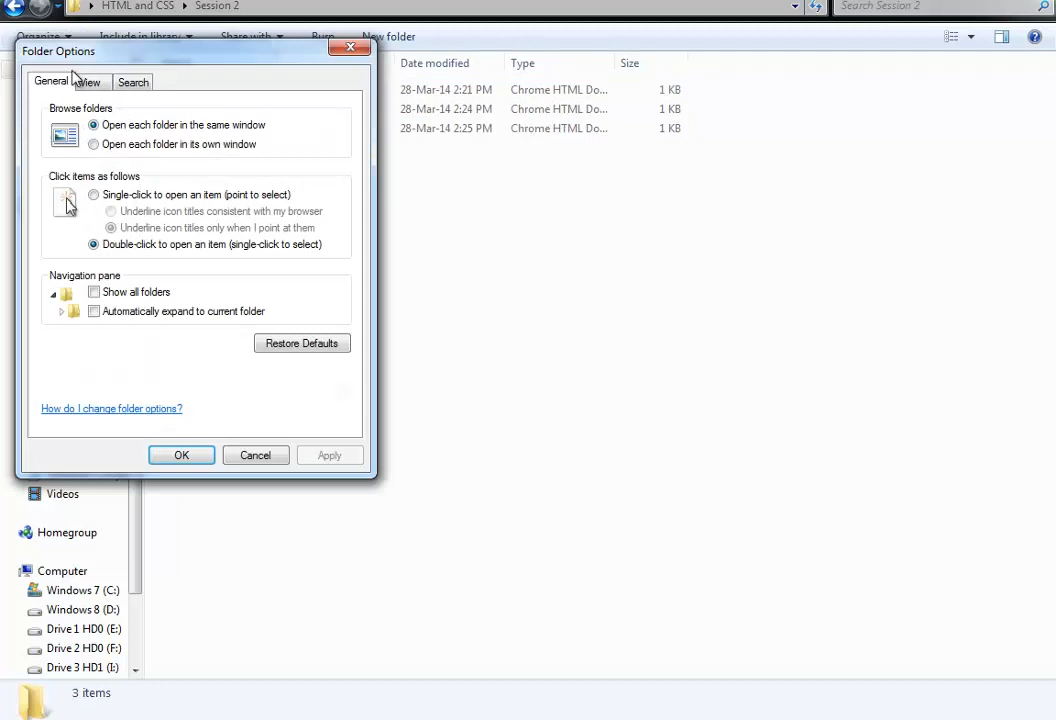 HTML and CSS Session 2 Search Session 2
Organize Include in library Share with Burn New folder
Folder Options
General View Search
Date modified Type Size
28-Mar-14 2:21 PM Chrome HTML Do... 1 KB
28-Mar-14 2:24 PM Chrome HTML Do... 1 KB
28-Mar-14 2:25 PM Chrome HTML Do... 1 KB
Browse folders
Open each folder in the same window
Open each folder in its own window
Click items as follows
Single-click to open an item (point to select)
Underline icon titles consistent with my browser
Underline icon titles only when I point at them
Double-click to open an item (single-click to select)
Navigation pane
Show all folders
Automatically expand to current folder
Restore Defaults
How do I change folder options?
OK Cancel Apply
Videos
Homegroup
Computer
Windows 7 (C:)
Windows 8 (D:)
Drive 1 HD0 (E:)
Drive 2 HD0 (F:)
Drive 3 HD1 (I:)
3 items